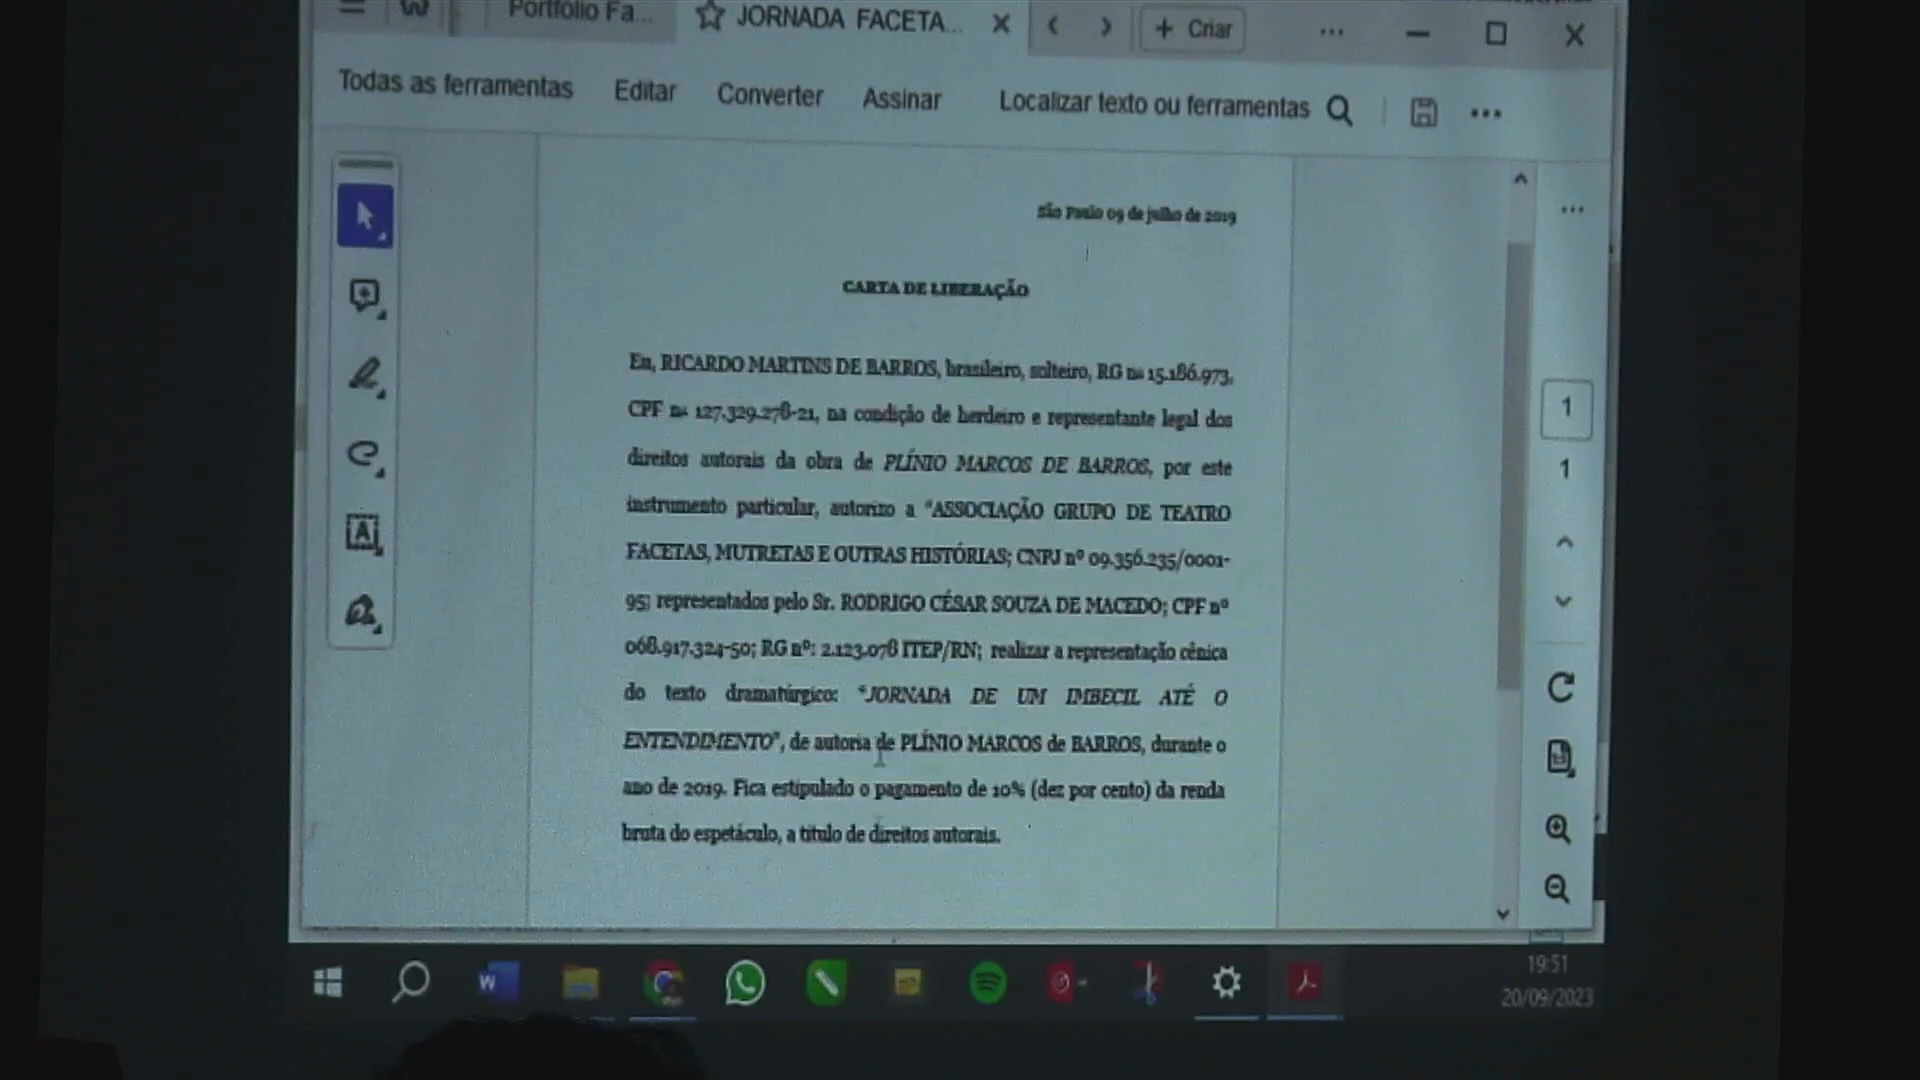 Portfólio Fa...
JORNADA FACETA...
+ Criar
Todas as ferramentas
Editar
Converter
Assinar
Localizar texto ou ferramentas
São Paulo 09 de julho de 2019
CARTA DE LIBERAÇÃO
Eu, RICARDO MARTINS DE BARROS, brasileiro, solteiro, RG nº 15.186.973,
CPF nº 127.329.278-21, na condição de herdeiro e representante legal dos
direitos autorais da obra de PLÍNIO MARCOS DE BARROS, por este
instrumento particular, autorizo a "ASSOCIAÇÃO GRUPO DE TEATRO
FACETAS, MUTRETAS E OUTRAS HISTÓRIAS; CNPJ nº 09.356.235/0001-
95; representados pelo Sr. RODRIGO CÉSAR SOUZA DE MACEDO; CPF nº
068.917.324-50; RG nº: 2.123.078 ITEP/RN; realizar a representação cênica
do texto dramatúrgico: "JORNADA DE UM IMBECIL ATÉ O
ENTENDIMENTO", de autoria de PLÍNIO MARCOS de BARROS, durante o
ano de 2019. Fica estipulado o pagamento de 10% (dez por cento) da renda
bruta do espetáculo, a título de direitos autorais.
1
1
19:51
20/09/2023